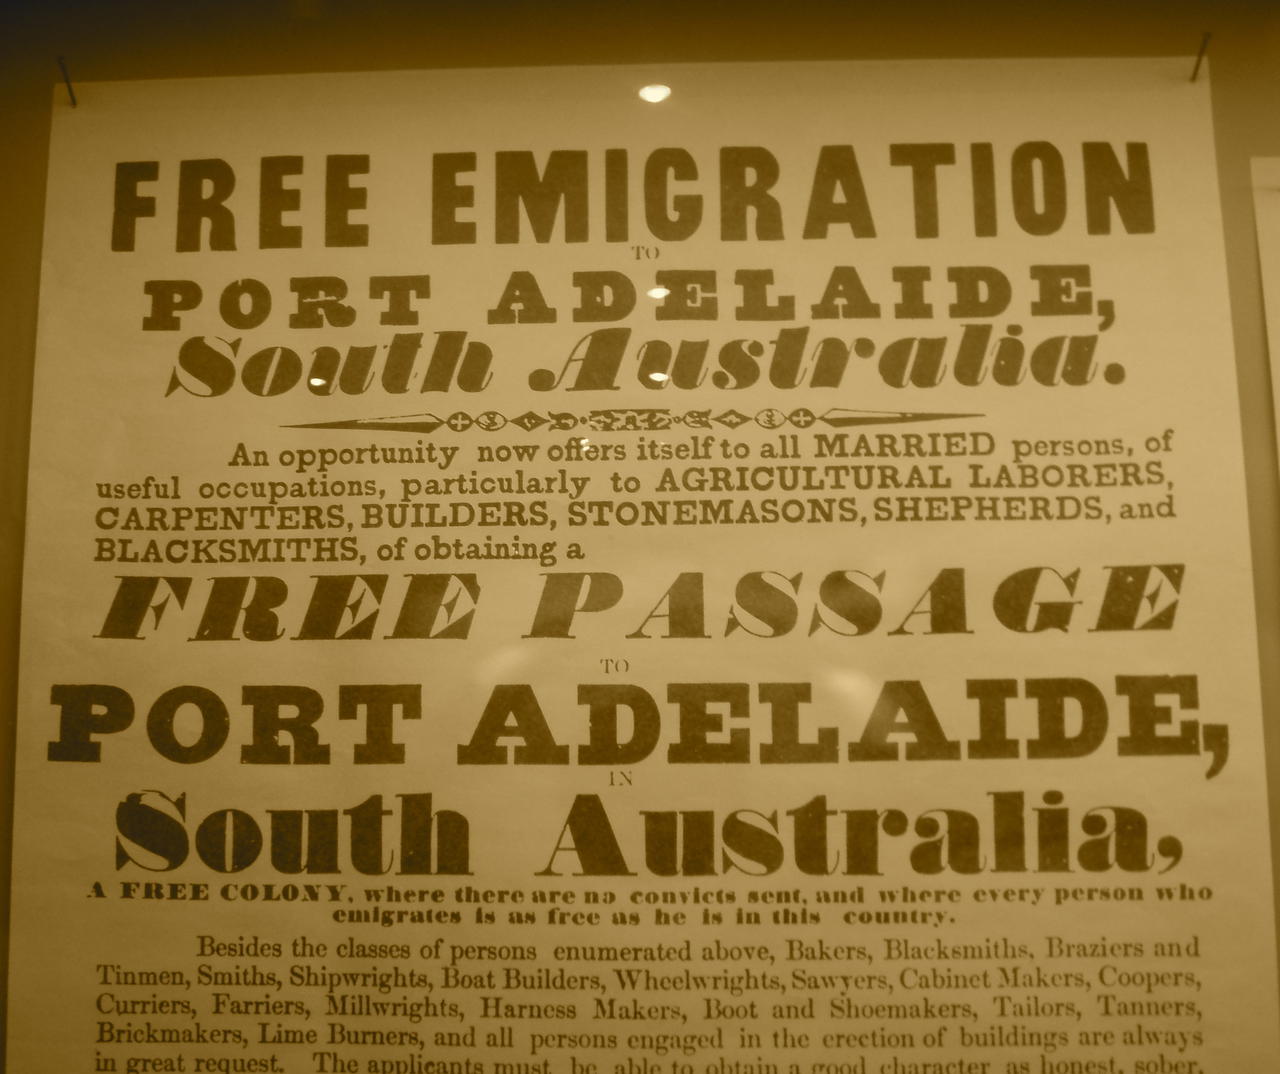 FREE EMIGRATION
TO
PORT ADELAIDE,
South Australia.
An opportunity now offers itself to all MARRIED persons, of
useful occupations, particularly to AGRICULTURAL LABORERS,
CARPENTERS, BUILDERS, STONEMASONS, SHEPHERDS, and
BLACKSMITHS, of obtaining a
FREE PASSAGE
TO
PORT ADELAIDE,
IN
South Australia,
A FREE COLONY, where there are no convicts sent, and where every person who
emigrates is as free as he is in this country.
Besides the classes of persons enumerated above, Bakers, Blacksmiths, Braziers and
Tinmen, Smiths, Shipwrights, Boat Builders, Wheelwrights, Sawyers, Cabinet Makers, Coopers,
Curriers, Farriers, Millwrights, Harness Makers, Boot and Shoemakers, Tailors, Tanners,
Brickmakers, Lime Burners, and all persons engaged in the erection of buildings are always
in great request. The applicants must be able to obtain a good character as honest, sober,